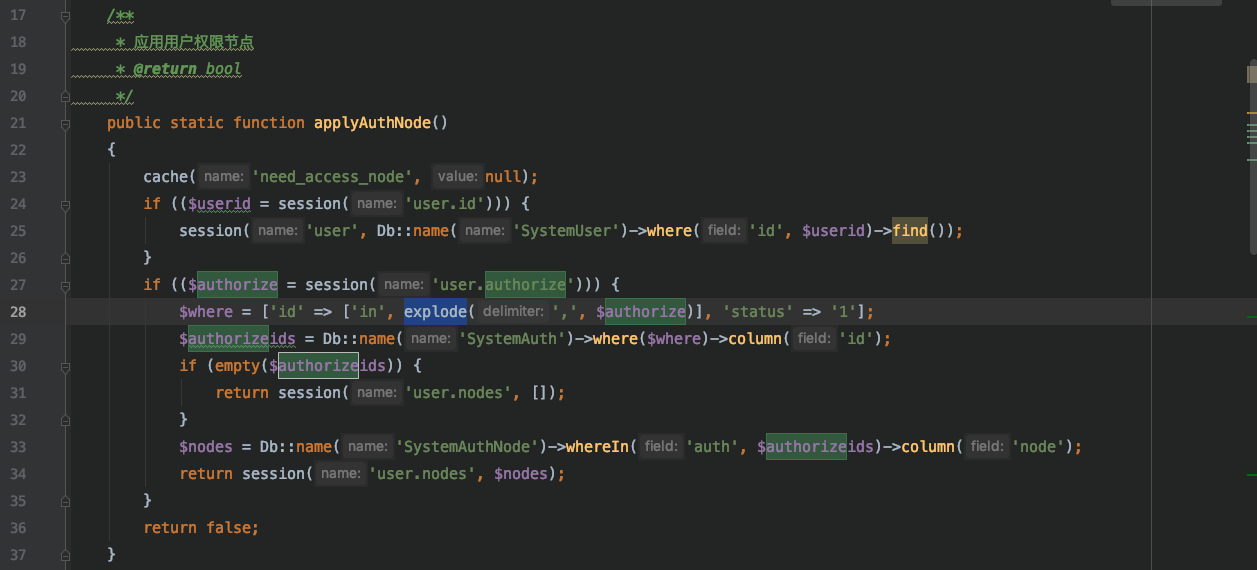 17 /**
18 * 应用用户权限节点
19 * @return bool
20 */
21 public static function applyAuthNode()
22 {
23 cache( name: 'need_access_node', value: null);
24 if (($userid = session( name: 'user.id'))) {
25 session( name: 'user', Db::name( name: 'SystemUser')->where( field: 'id', $userid)->find());
26 }
27 if (($authorize = session( name: 'user.authorize'))) {
28 $where = ['id' => ['in', explode( delimiter: ',', $authorize)], 'status' => '1'];
29 $authorizeids = Db::name( name: 'SystemAuth')->where($where)->column( field: 'id');
30 if (empty($authorizeids)) {
31 return session( name: 'user.nodes', []);
32 }
33 $nodes = Db::name( name: 'SystemAuthNode')->whereIn( field: 'auth', $authorizeids)->column( field: 'node');
34 return session( name: 'user.nodes', $nodes);
35 }
36 return false;
37 }